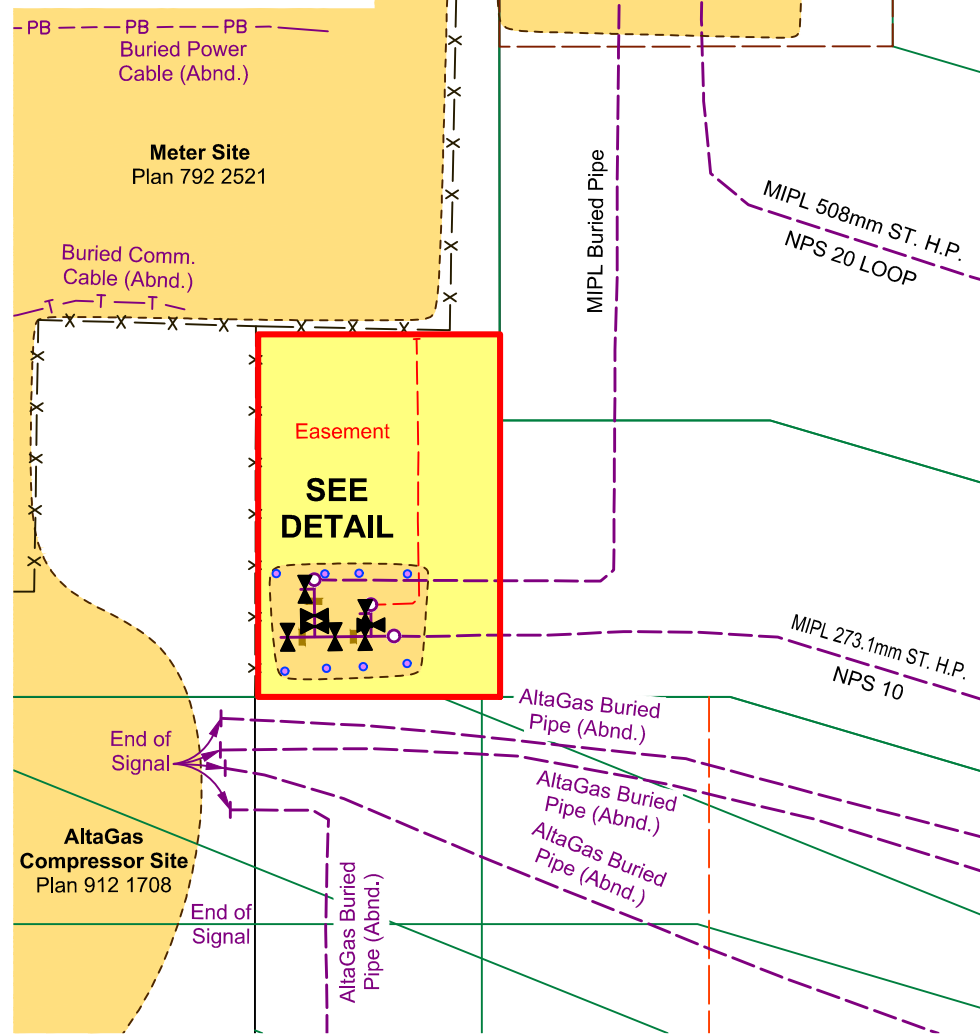 PB PB PB
Buried Power
Cable (Abnd.)
Meter Site
Plan 792 2521
Buried Comm.
Cable (Abnd.)
T T T
MIPL Buried Pipe
MIPL 508mm ST. H.P.
NPS 20 LOOP
Easement
SEE
DETAIL
MIPL 273.1mm ST. H.P.
NPS 10
AltaGas Buried
Pipe (Abnd.)
End of
Signal
AltaGas Buried
Pipe (Abnd.)
AltaGas Buried
Pipe (Abnd.)
AltaGas
Compressor Site
Plan 912 1708
AltaGas Buried
Pipe (Abnd.)
End of
Signal